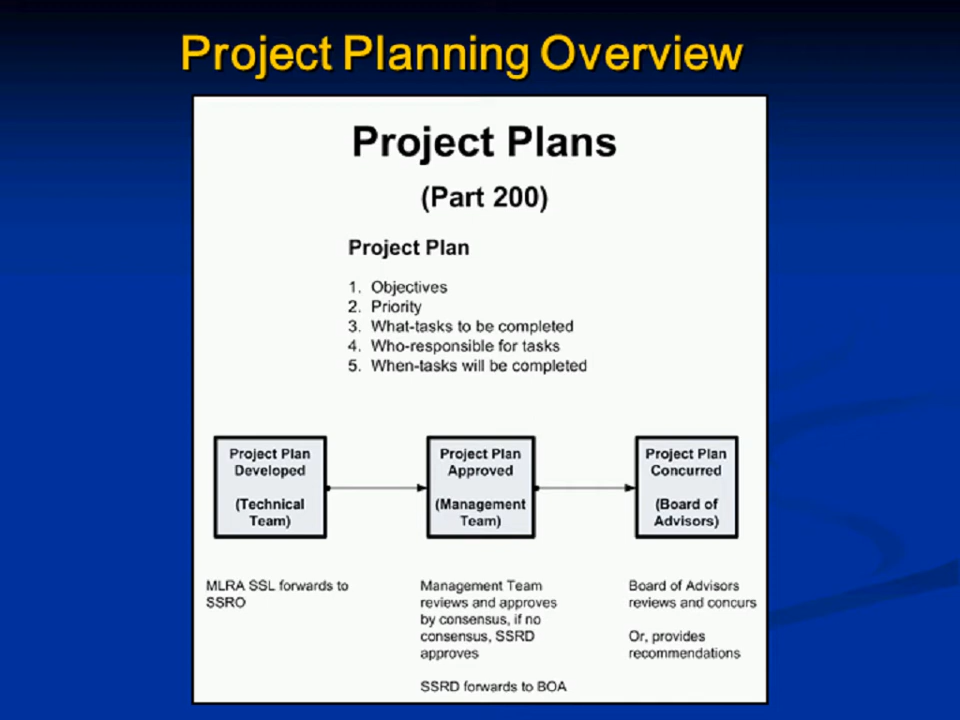 Project Planning Overview
Project Plans
(Part 200)
Project Plan
1. Objectives
2. Priority
3. What-tasks to be completed
4. Who-responsible for tasks
5. When-tasks will be completed
Project Plan
Developed
(Technical
Team)
Project Plan
Approved
(Management
Team)
Project Plan
Concurred
(Board of
Advisors)
MLRA SSL forwards to
SSRO
Management Team
reviews and approves
by consensus, if no
consensus, SSRD
approves
SSRD forwards to BOA
Board of Advisors
reviews and concurs
Or, provides
recommendations